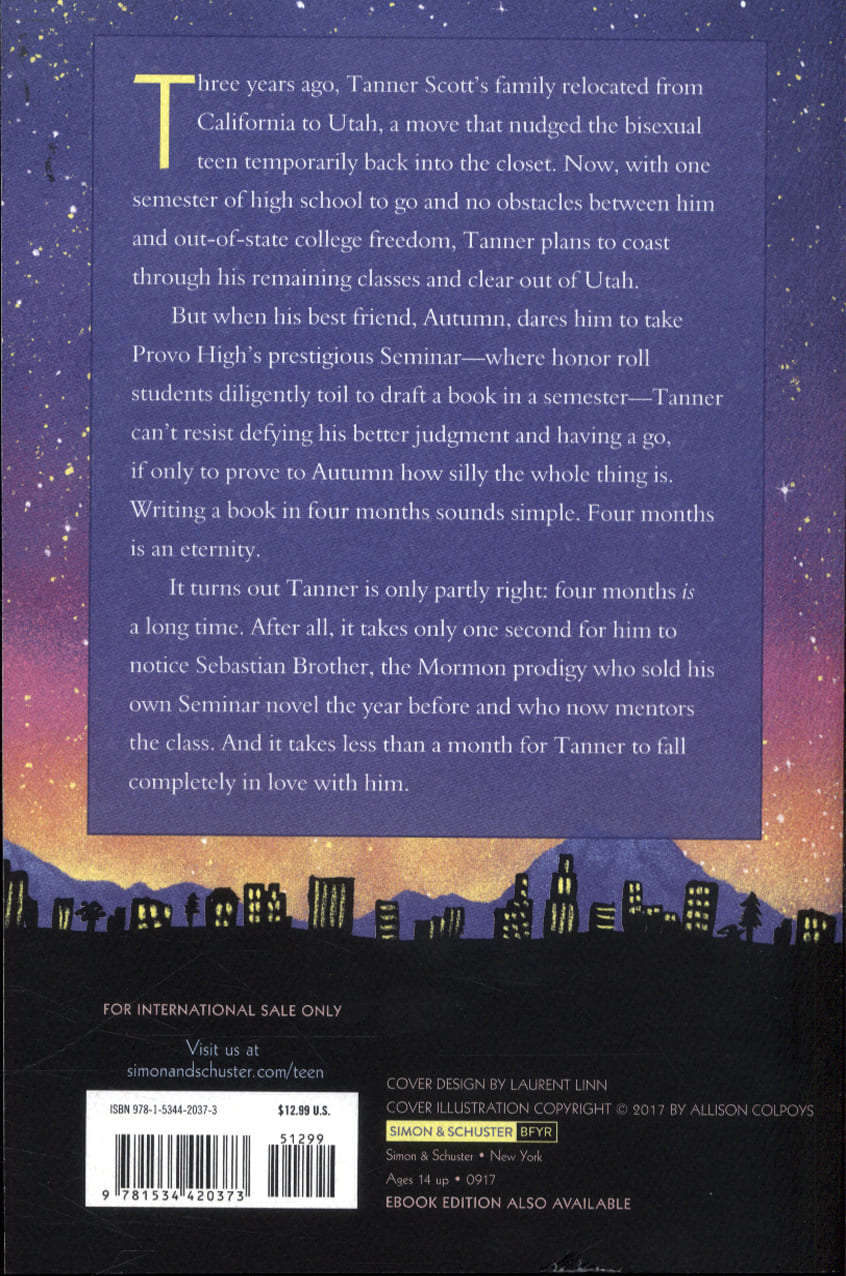 Three years ago, Tanner Scott's family relocated from
California to Utah, a move that nudged the bisexual
teen temporarily back into the closet. Now, with one
semester of high school to go and no obstacles between him
and out-of-state college freedom, Tanner plans to coast
through his remaining classes and clear out of Utah.
But when his best friend, Autumn, dares him to take
Provo High's prestigious Seminar—where honor roll
students diligently toil to draft a book in a semester—Tanner
can't resist defying his better judgment and having a go,
if only to prove to Autumn how silly the whole thing is.
Writing a book in four months sounds simple. Four months
is an eternity.
It turns out Tanner is only partly right: four months is
a long time. After all, it takes only one second for him to
notice Sebastian Brother, the Mormon prodigy who sold his
own Seminar novel the year before and who now mentors
the class. And it takes less than a month for Tanner to fall
completely in love with him.
FOR INTERNATIONAL SALE ONLY
Visit us at
simonandschuster.com/teen
ISBN 978-1-5344-2037-3 $12.99 U.S.
51299
9 781534 420373
COVER DESIGN BY LAURENT LINN
COVER ILLUSTRATION COPYRIGHT © 2017 BY ALLISON COLPOYS
SIMON & SCHUSTER BFYR
Simon & Schuster • New York
Ages 14 up • 0917
EBOOK EDITION ALSO AVAILABLE